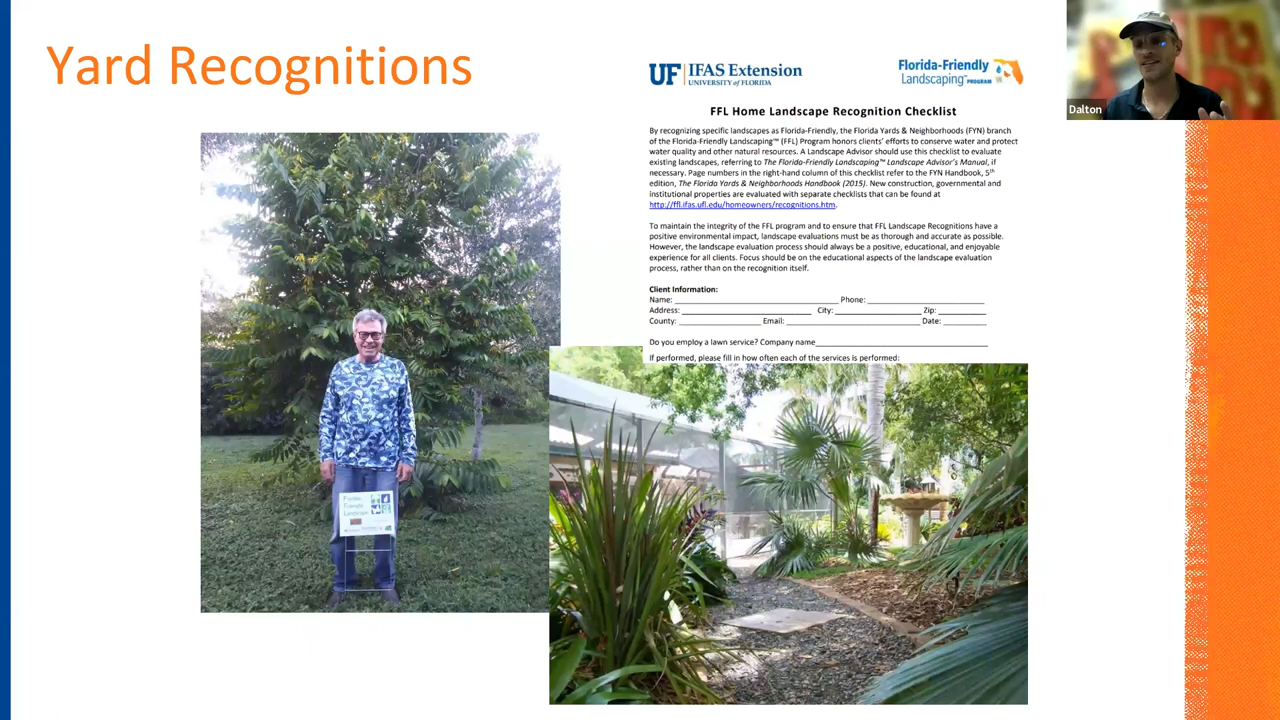 Yard Recognitions
UF IFAS Extension
UNIVERSITY of FLORIDA
Florida-Friendly
Landscaping™ PROGRAM
Dalton
FFL Home Landscape Recognition Checklist
By recognizing specific landscapes as Florida-Friendly, the Florida Yards & Neighborhoods (FYN) branch
of the Florida-Friendly Landscaping™ (FFL) Program honors clients' efforts to conserve water and protect
water quality and other natural resources. A Landscape Advisor should use this checklist to evaluate
existing landscapes, referring to The Florida-Friendly Landscaping™ Landscape Advisor's Manual, if
necessary. Page numbers in the right-hand column of this checklist refer to the FYN Handbook, 5th
edition, The Florida Yards & Neighborhoods Handbook (2015). New construction, governmental and
institutional properties are evaluated with separate checklists that can be found at
http://ffl.ifas.ufl.edu/homeowners/recognitions.htm.
To maintain the integrity of the FFL program and to ensure that FFL Landscape Recognitions have a
positive environmental impact, landscape evaluations must be as thorough and accurate as possible.
However, the landscape evaluation process should always be a positive, educational, and enjoyable
experience for all clients. Focus should be on the educational aspects of the landscape evaluation
process, rather than on the recognition itself.
Client Information:
Name: Phone:
Address: City: Zip:
County: Email: Date:
Do you employ a lawn service? Company name
If performed, please fill in how often each of the services is performed:
Florida
Friendly
Landscape